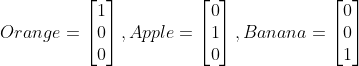 Orange = [1 0 0], Apple = [0 1 0], Banana = [0 0 1]